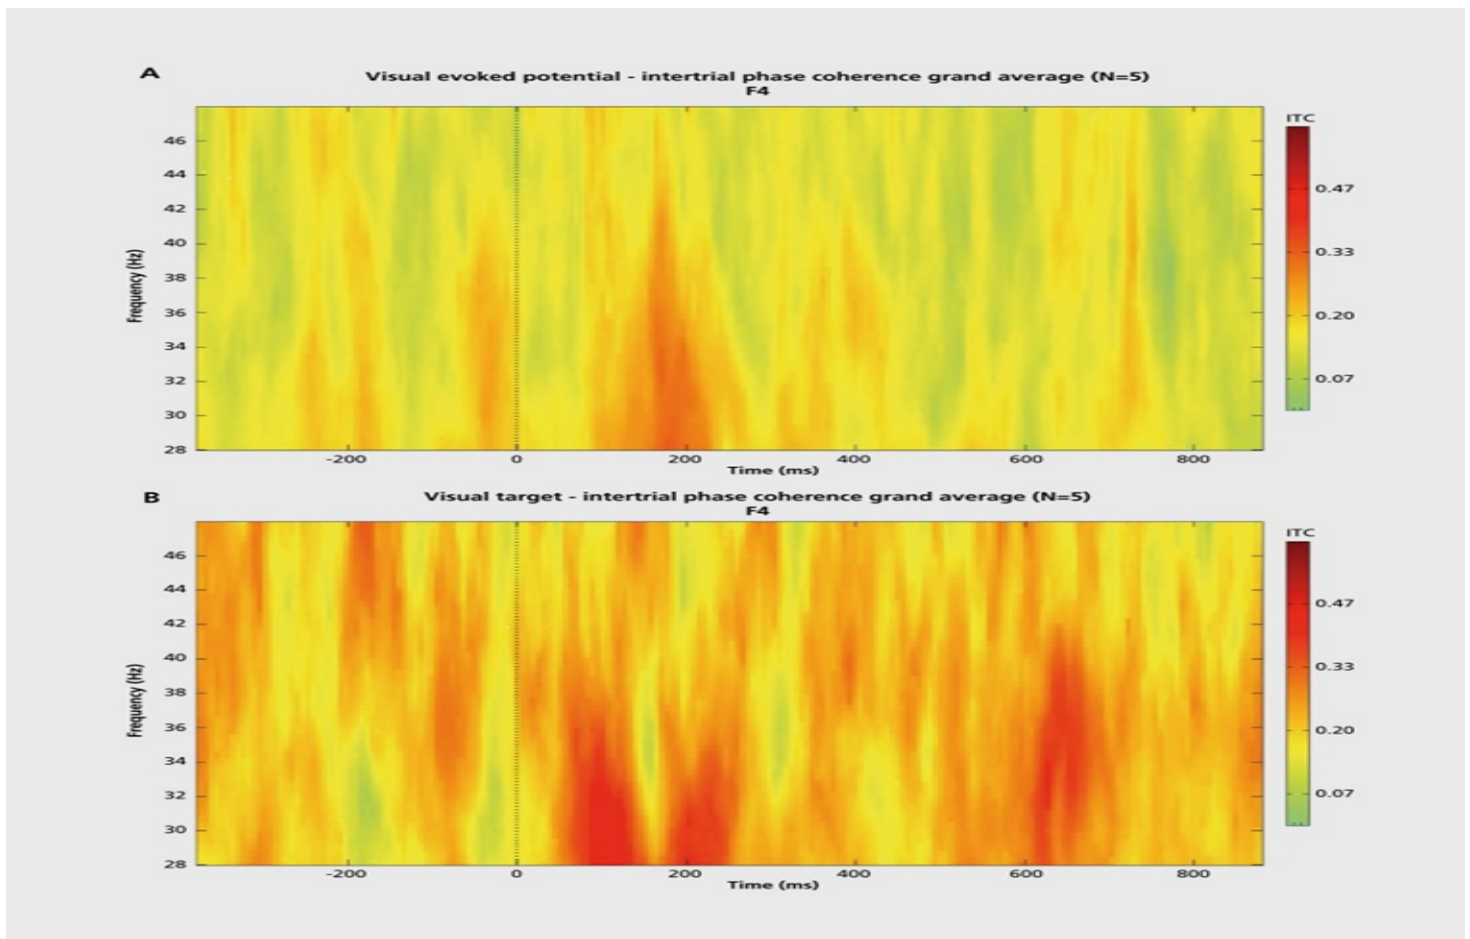 A
Visual evoked potential - intertrial phase coherence grand average (N=5)
F4
ITC
46
44
42
40
38
36
34
32
30
28
Frequency (Hz)
0.47
0.33
0.20
0.07
-200 0 200 400 600 800
Time (ms)
B
Visual target - intertrial phase coherence grand average (N=5)
F4
ITC
46
44
42
40
38
36
34
32
30
28
Frequency (Hz)
0.47
0.33
0.20
0.07
-200 0 200 400 600 800
Time (ms)